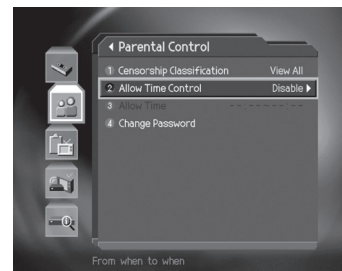 Parental Control
1 Censorship Classification View All
2 Allow Time Control Disable
3 Allow Time --:-- ~ --:--
4 Change Password
From when to when